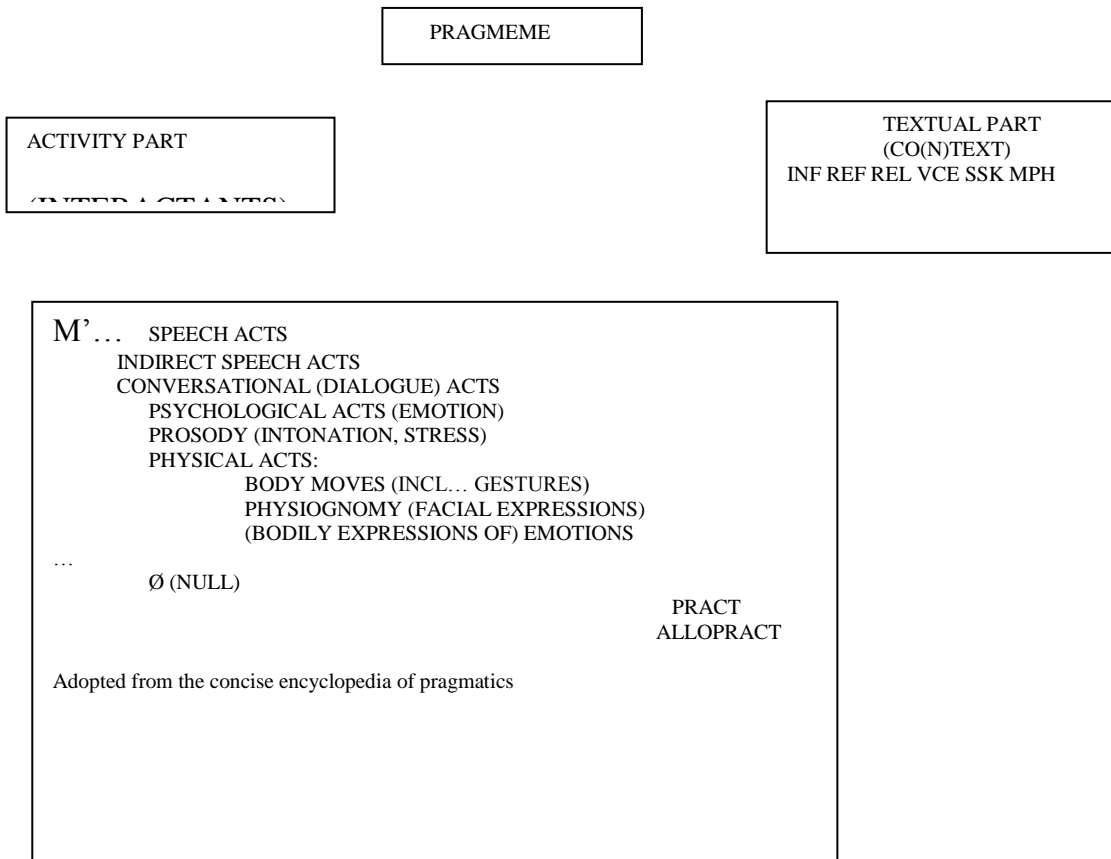 PRAGMEME
ACTIVITY PART
(INTERACTANTS)
TEXTUAL PART
(CO(N)TEXT)
INF REF REL VCE SSK MPH
M’… SPEECH ACTS
INDIRECT SPEECH ACTS
CONVERSATIONAL (DIALOGUE) ACTS
PSYCHOLOGICAL ACTS (EMOTION)
PROSODY (INTONATION, STRESS)
PHYSICAL ACTS:
BODY MOVES (INCL… GESTURES)
PHYSIOGNOMY (FACIAL EXPRESSIONS)
(BODILY EXPRESSIONS OF) EMOTIONS
…
Ø (NULL)
PRACT
ALLOPRACT
Adopted from the concise encyclopedia of pragmatics